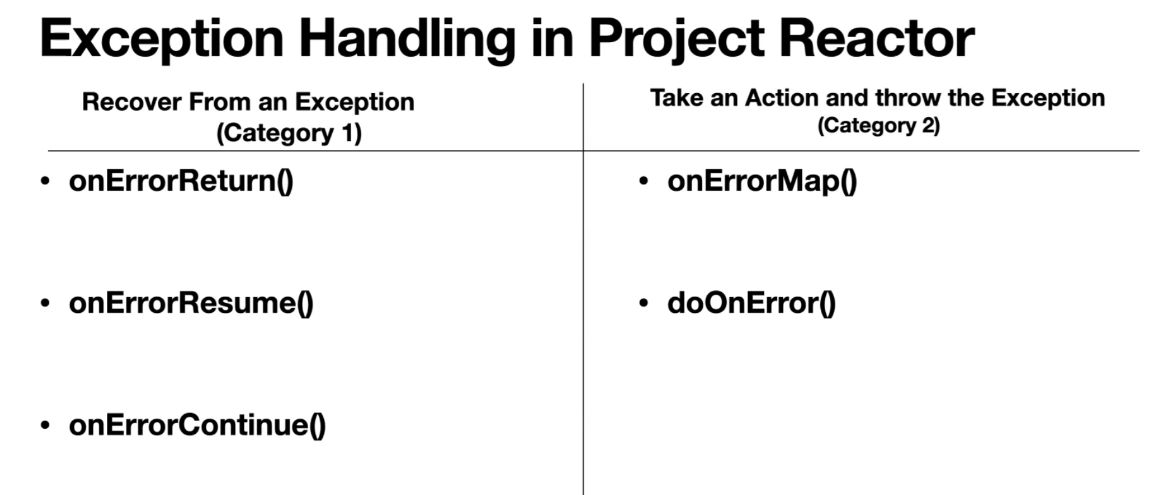 Exception Handling in Project Reactor
Recover From an Exception
(Category 1)
• onErrorReturn()
• onErrorResume()
• onErrorContinue()
Take an Action and throw the Exception
(Category 2)
• onErrorMap()
• doOnError()